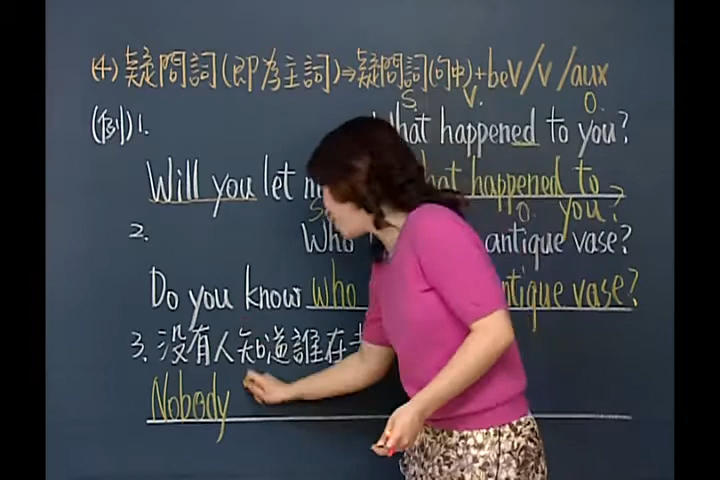 (4) 疑問詞(即為主詞)⇒疑問詞(句中)+beV/V/aux
S. V. O.
(例) 1. What happened to you?
Will you let what happened to
S O. you?
2. Who antique vase?
Do you know who antique vase?
3. 沒有人知道誰在
Nobody